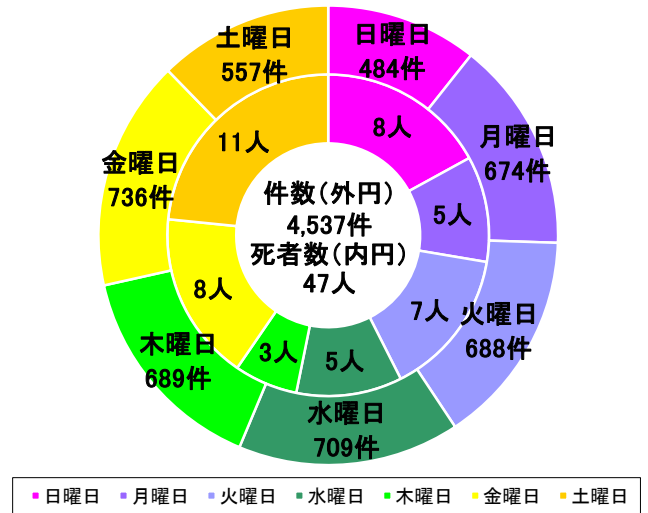 日曜日
484件
月曜日
674件
火曜日
688件
水曜日
709件
木曜日
689件
金曜日
736件
土曜日
557件
8人
5人
7人
5人
3人
8人
11人
件数(外円)
4,537件
死者数(内円)
47人
日曜日 月曜日 火曜日 水曜日 木曜日 金曜日 土曜日